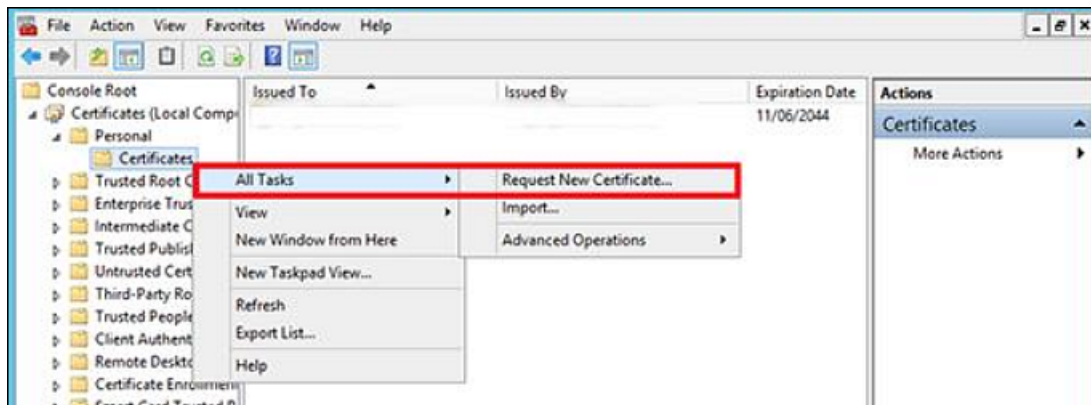 File Action View Favorites Window Help
Console Root
Certificates (Local Comp
Personal
Certificates
Trusted Root C
Enterprise Trus
Intermediate C
Trusted Publisl
Untrusted Cert
Third-Party Ro
Trusted People
Client Authent
Remote Deskto
Certificate Enrollmen
Issued To Issued By Expiration Date
11/06/2044
All Tasks
View
New Window from Here
New Taskpad View...
Refresh
Export List...
Help
Request New Certificate...
Import...
Advanced Operations
Actions
Certificates
More Actions